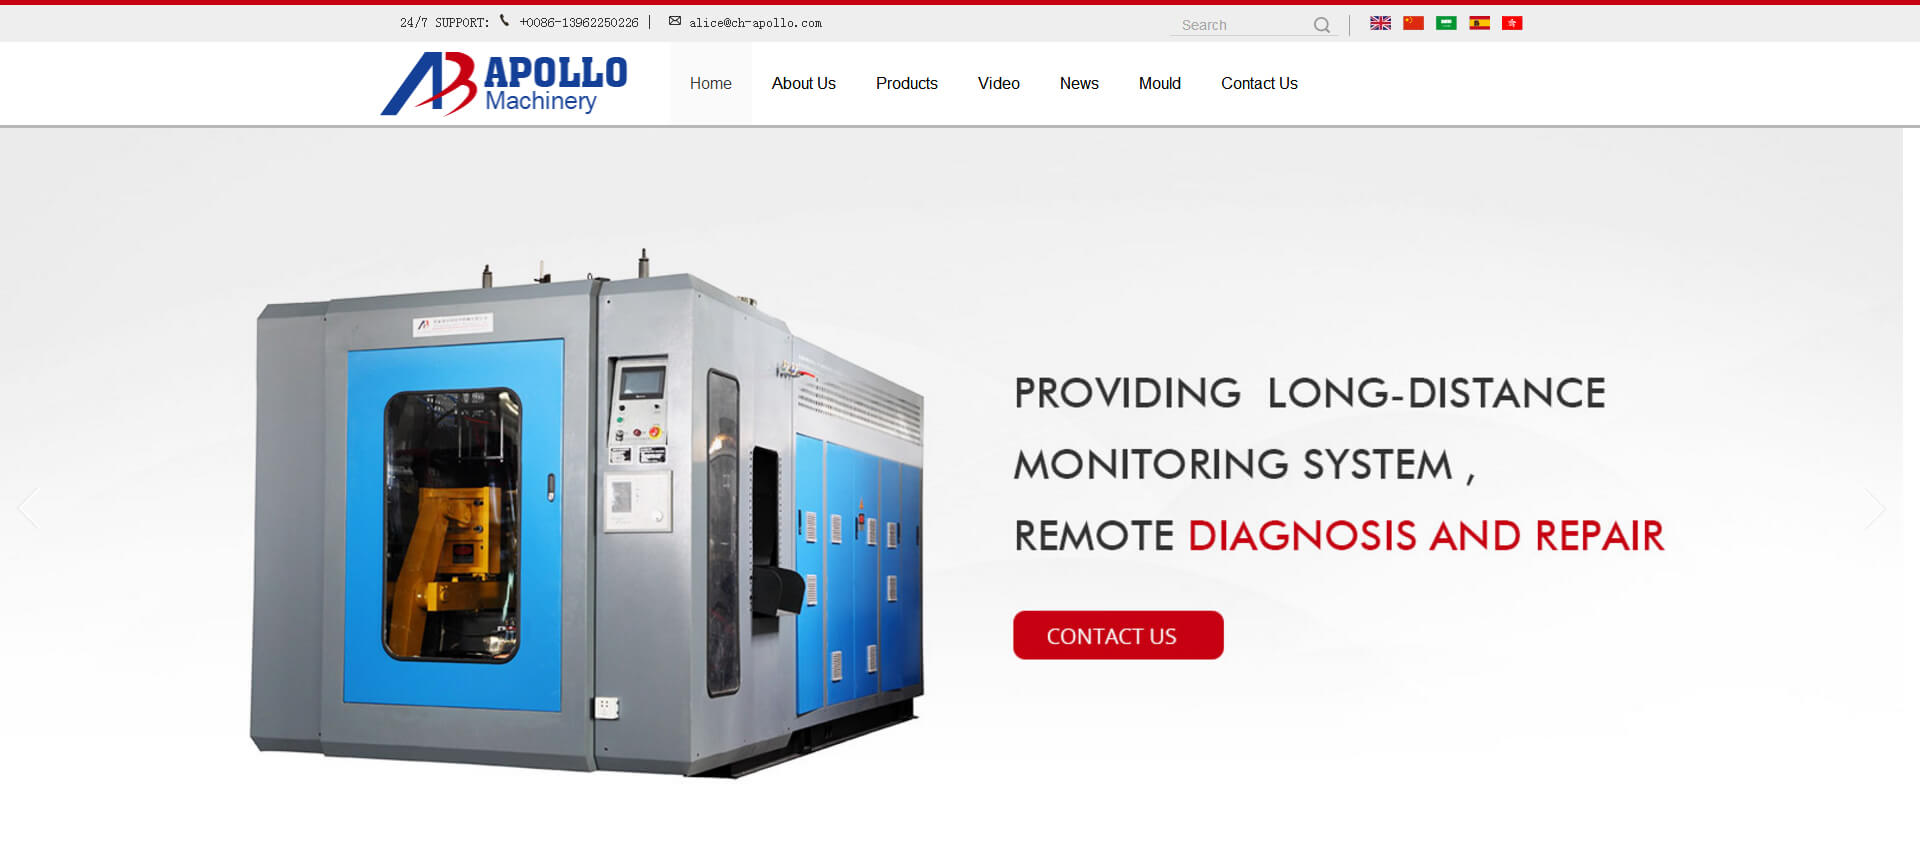 24/7 SUPPORT: +0086-13962250226 | alice@ch-apollo.com
Search
APOLLO
Machinery
Home
About Us
Products
Video
News
Mould
Contact Us
PROVIDING LONG-DISTANCE
MONITORING SYSTEM ,
REMOTE DIAGNOSIS AND REPAIR
CONTACT US